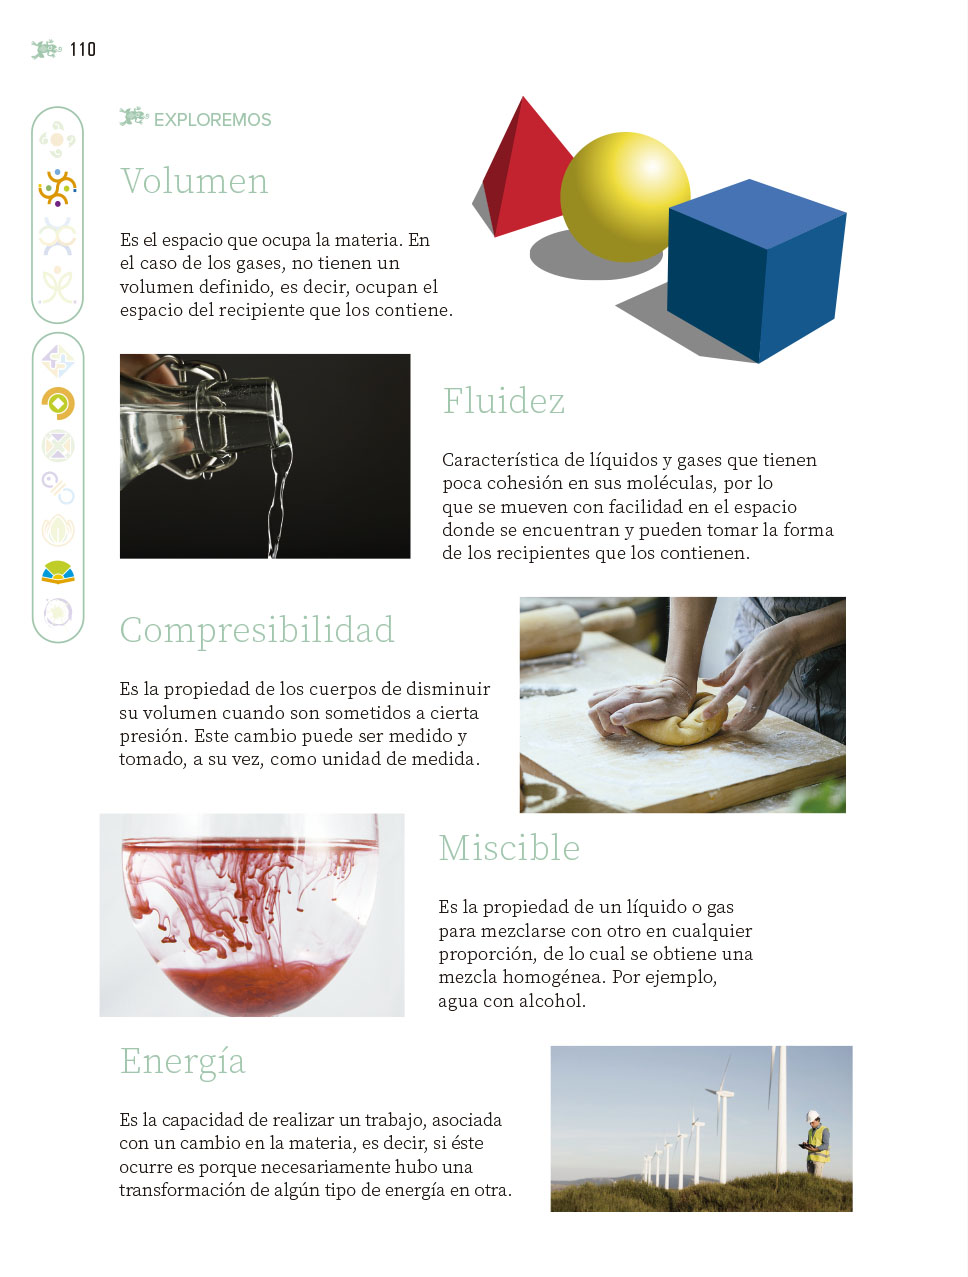 110
EXPLOREMOS
Volumen
Es el espacio que ocupa la materia. En
el caso de los gases, no tienen un
volumen definido, es decir, ocupan el
espacio del recipiente que los contiene.
Fluidez
Característica de líquidos y gases que tienen
poca cohesión en sus moléculas, por lo
que se mueven con facilidad en el espacio
donde se encuentran y pueden tomar la forma
de los recipientes que los contienen.
Compresibilidad
Es la propiedad de los cuerpos de disminuir
su volumen cuando son sometidos a cierta
presión. Este cambio puede ser medido y
tomado, a su vez, como unidad de medida.
Miscible
Es la propiedad de un líquido o gas
para mezclarse con otro en cualquier
proporción, de lo cual se obtiene una
mezcla homogénea. Por ejemplo,
agua con alcohol.
Energía
Es la capacidad de realizar un trabajo, asociada
con un cambio en la materia, es decir, si éste
ocurre es porque necesariamente hubo una
transformación de algún tipo de energía en otra.